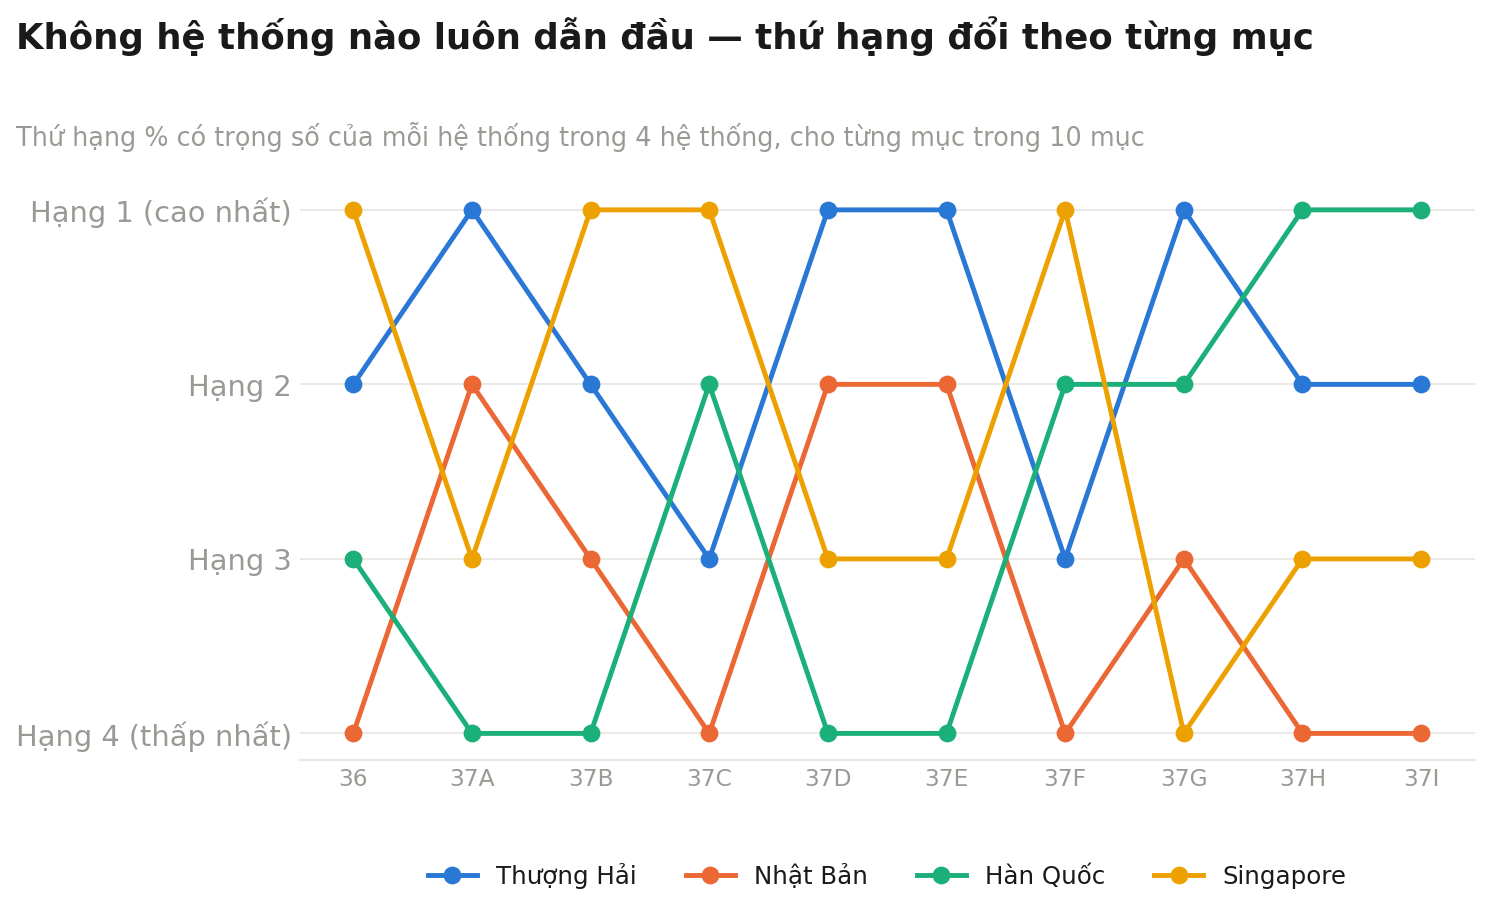 Không hệ thống nào luôn dẫn đầu — thứ hạng đổi theo từng mục
Thứ hạng % có trọng số của mỗi hệ thống trong 4 hệ thống, cho từng mục trong 10 mục
Hạng 1 (cao nhất)
Hạng 2
Hạng 3
Hạng 4 (thấp nhất)
36 37A 37B 37C 37D 37E 37F 37G 37H 37I
Thượng Hải Nhật Bản Hàn Quốc Singapore